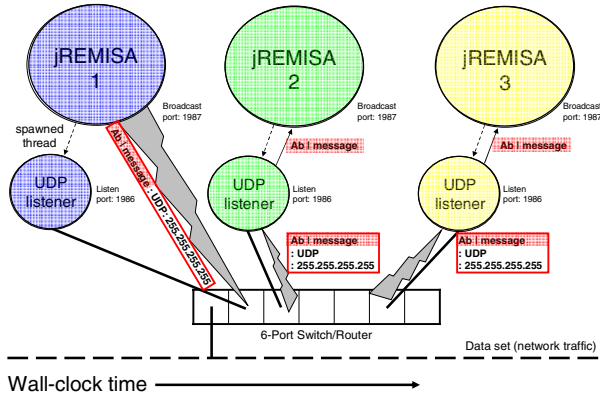 jREMISA
1
jREMISA
2
jREMISA
3
Broadcast
port: 1987
Broadcast
port: 1987
Broadcast
port: 1987
spawned
thread
Ab | message
Ab | message
UDP
listener
Listen
port: 1986
Ab | message : UDP: 255.255.255.255
UDP
listener
Listen
port: 1986
UDP
listener
Listen
port: 1986
Ab | message
: UDP
: 255.255.255.255
Ab | message
: UDP
: 255.255.255.255
6-Port Switch/Router
Data set (network traffic)
Wall-clock time